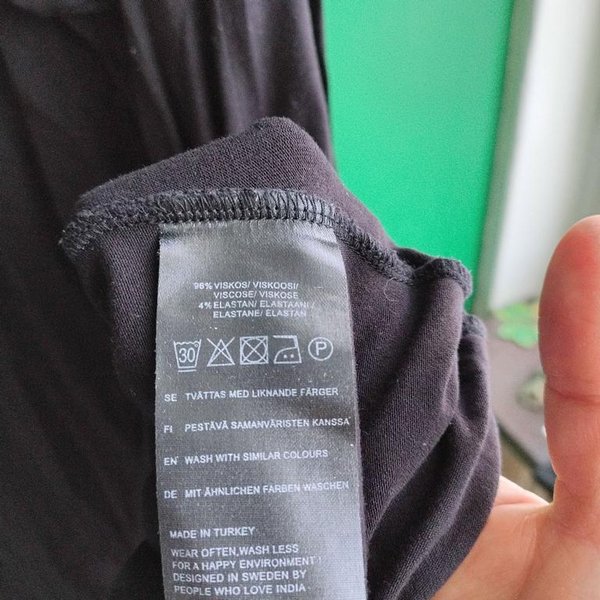 96% VISKOS/ VISKOOSI/
VISCOSE/ VISKOSE
4% ELASTAN/ ELASTAANI/
ELASTANE/ ELASTAN
30 P
SE TVÄTTAS MED LIKNANDE FÄRGER
FI PESTÄVÄ SAMANVÄRISTEN KANSSA
EN WASH WITH SIMILAR COLOURS
DE MIT ÄHNLICHEN FARBEN WASCHEN
MADE IN TURKEY
WEAR OFTEN,WASH LESS
FOR A HAPPY ENVIRONMENT !
DESIGNED IN SWEDEN BY
PEOPLE WHO LOVE INDIA